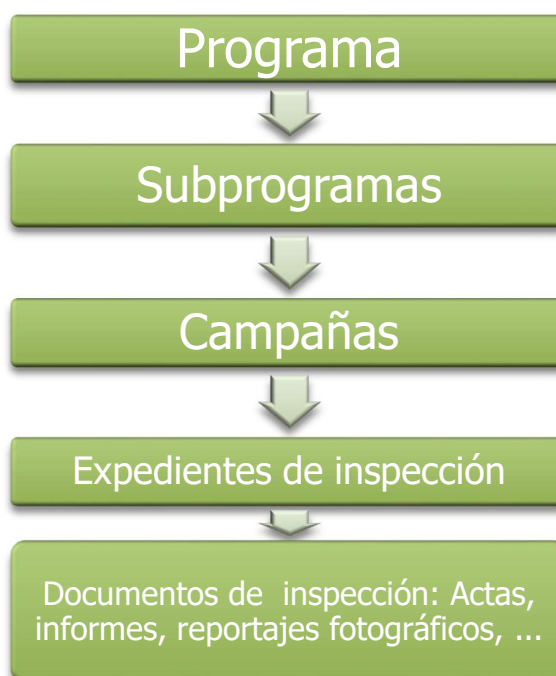 Programa
Subprogramas
Campañas
Expedientes de inspección
Documentos de inspección: Actas,
informes, reportajes fotográficos, ...